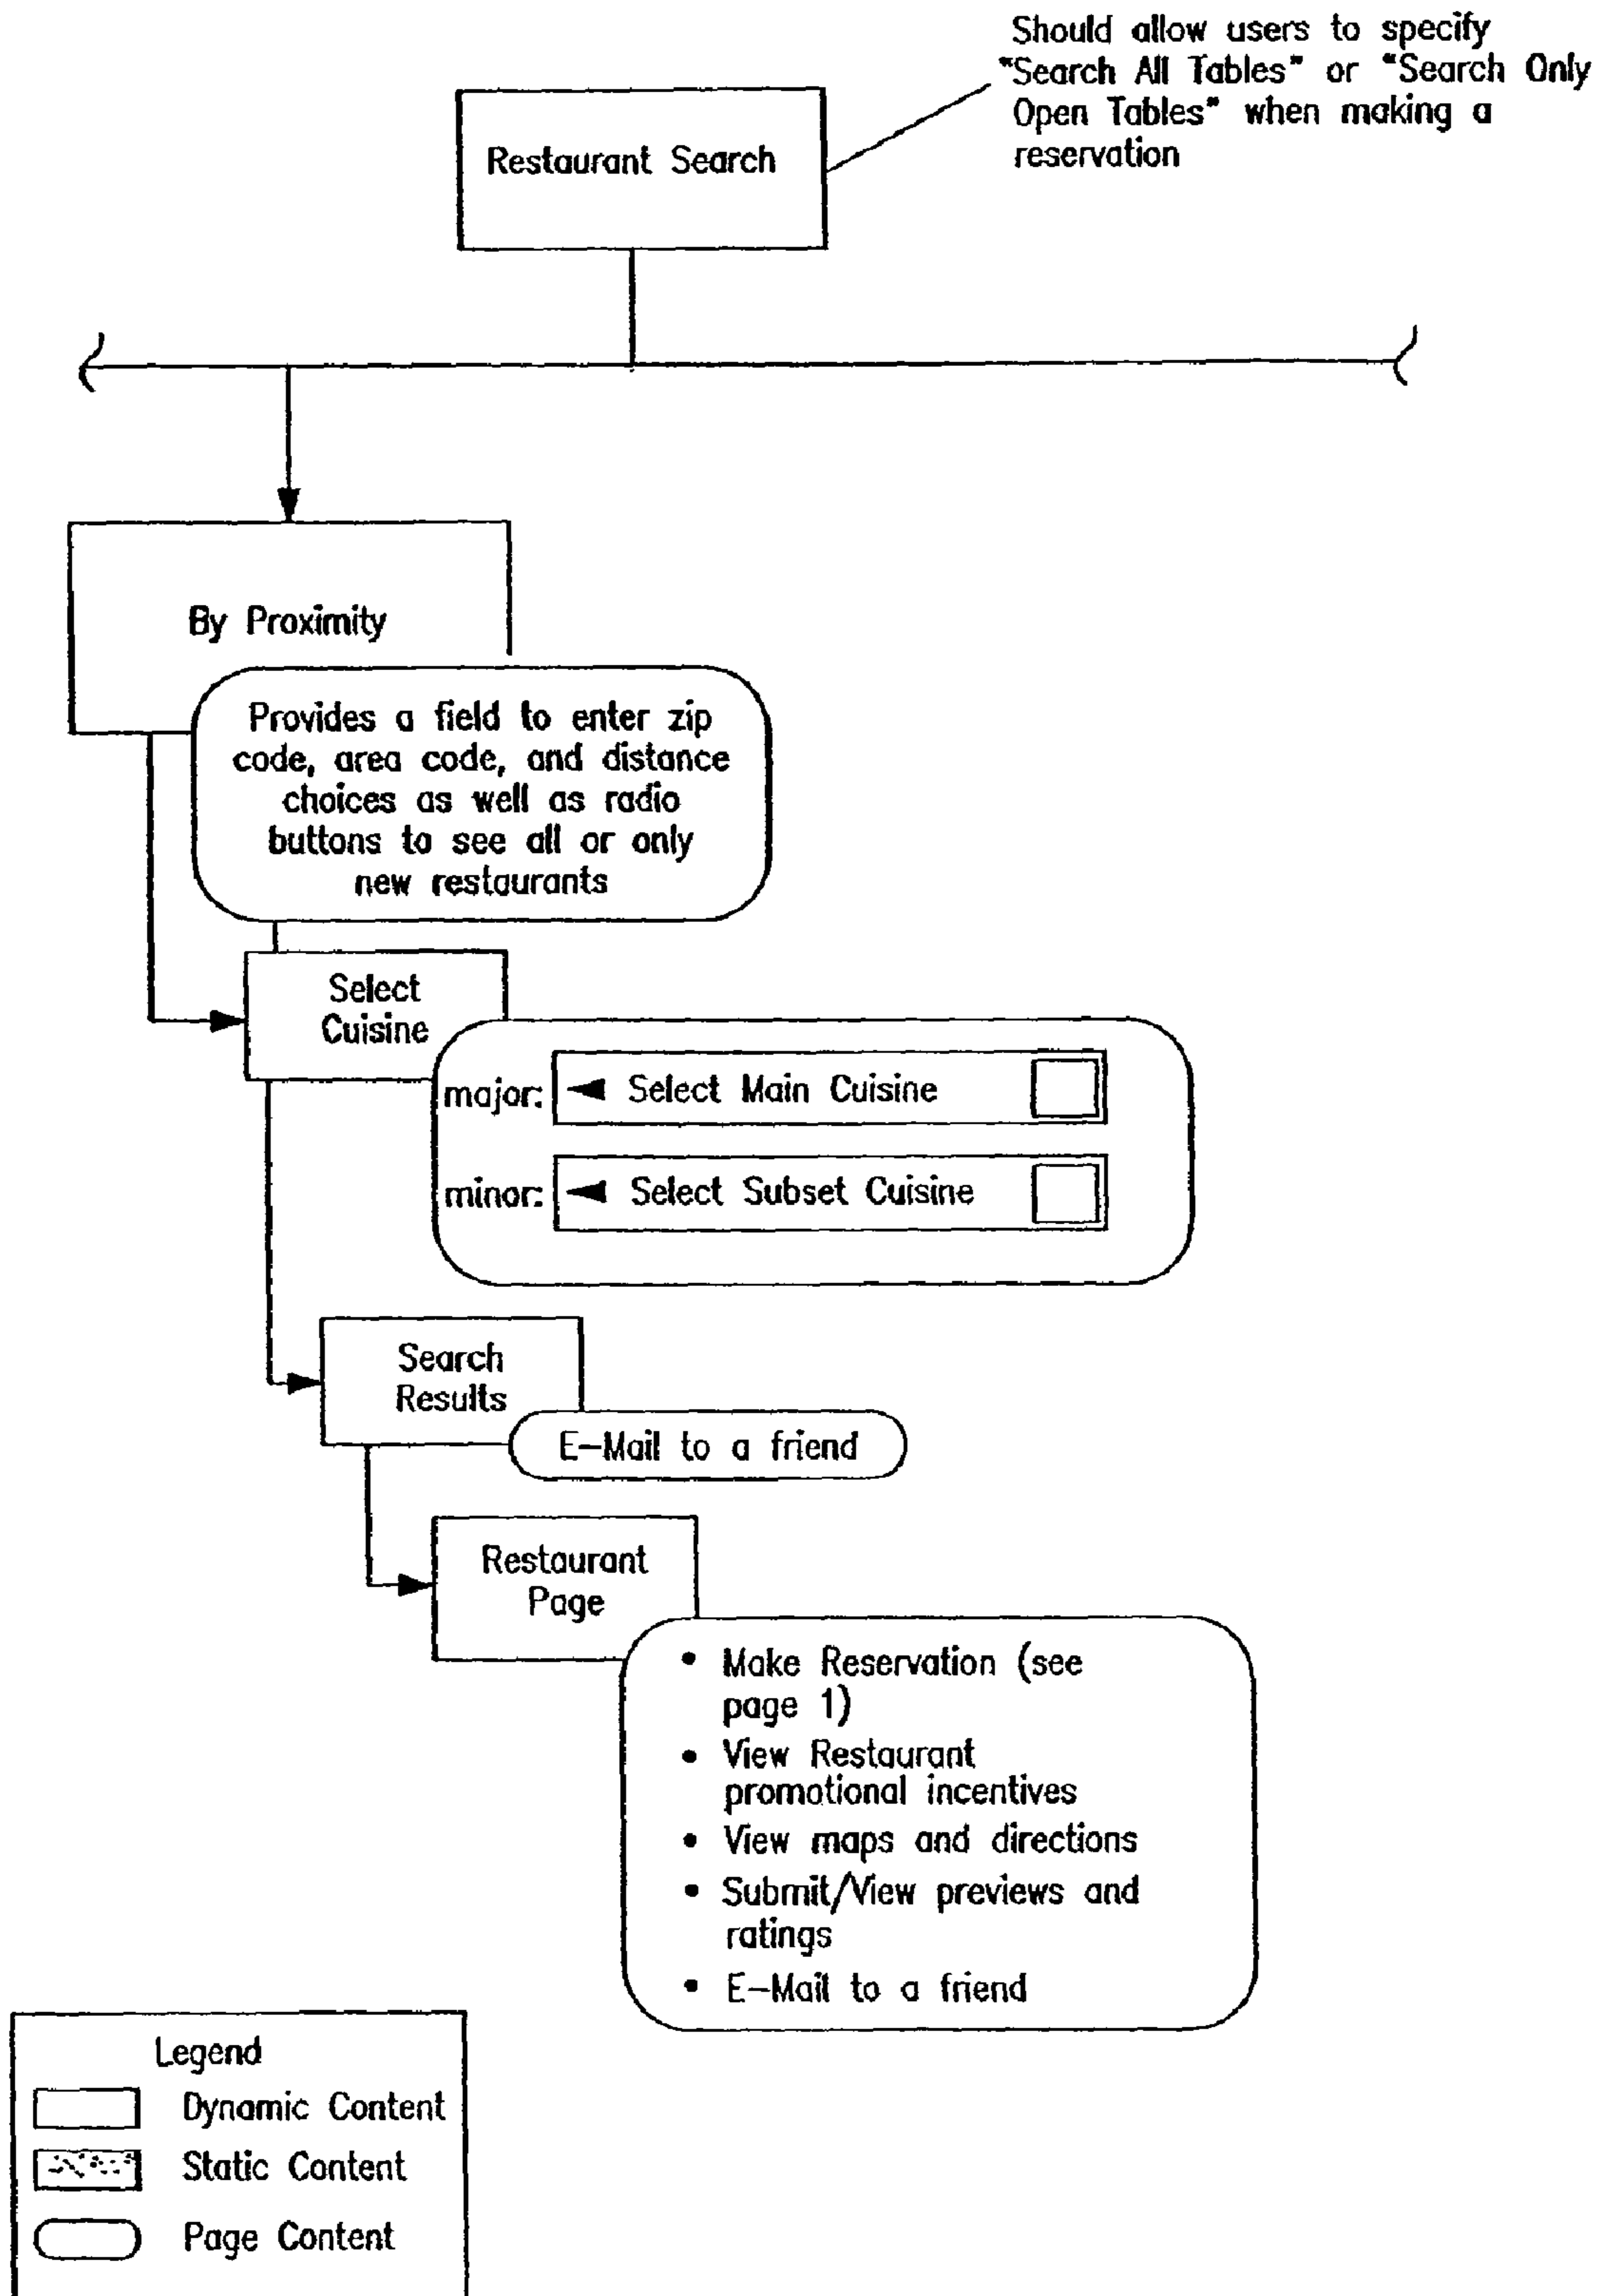 Should allow users to specify
"Search All Tables" or "Search Only
Open Tables" when making a
reservation
Restaurant Search
By Proximity
Provides a field to enter zip
code, area code, and distance
choices as well as radio
buttons to see all or only
new restaurants
Select
Cuisine
major: Select Main Cuisine
minor: Select Subset Cuisine
Search
Results
E-Mail to a friend
Restaurant
Page
• Make Reservation (see
page 1)
• View Restaurant
promotional incentives
• View maps and directions
• Submit/View previews and
ratings
• E-Mail to a friend
Legend
Dynamic Content
Static Content
Page Content